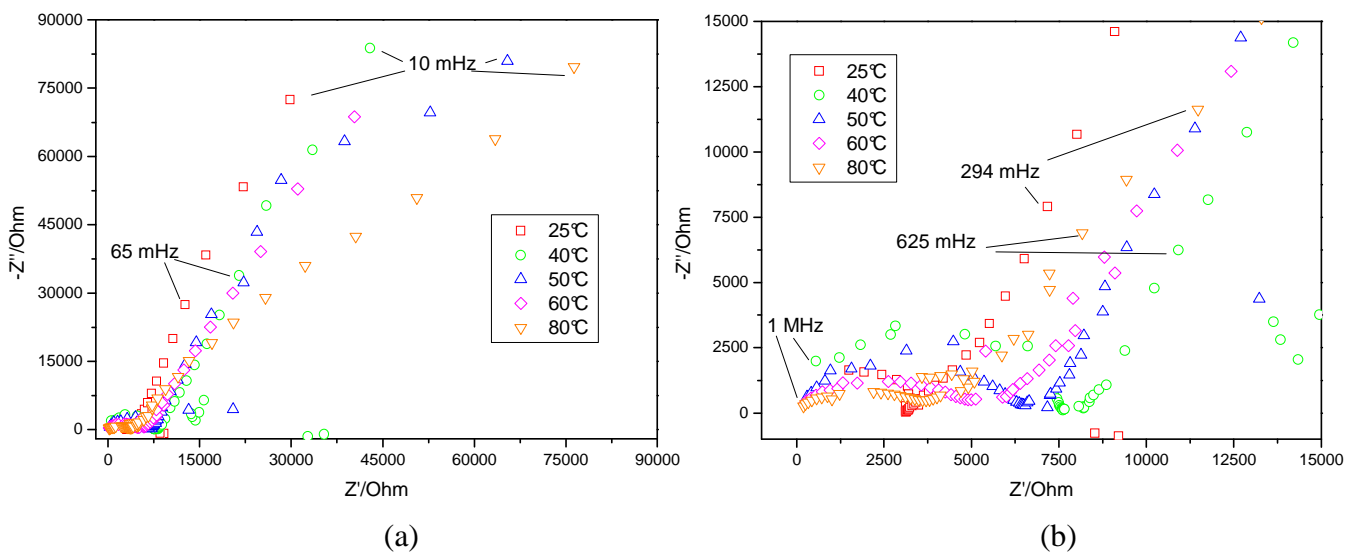 90000
75000
60000
45000
30000
15000
0
-Z''/Ohm
10 mHz
65 mHz
25°C
40°C
50°C
60°C
80°C
0 15000 30000 45000 60000 75000 90000
Z'/Ohm
(a)
15000
12500
10000
7500
5000
2500
0
-Z''/Ohm
25°C
40°C
50°C
60°C
80°C
294 mHz
625 mHz
1 MHz
0 2500 5000 7500 10000 12500 15000
Z'/Ohm
(b)